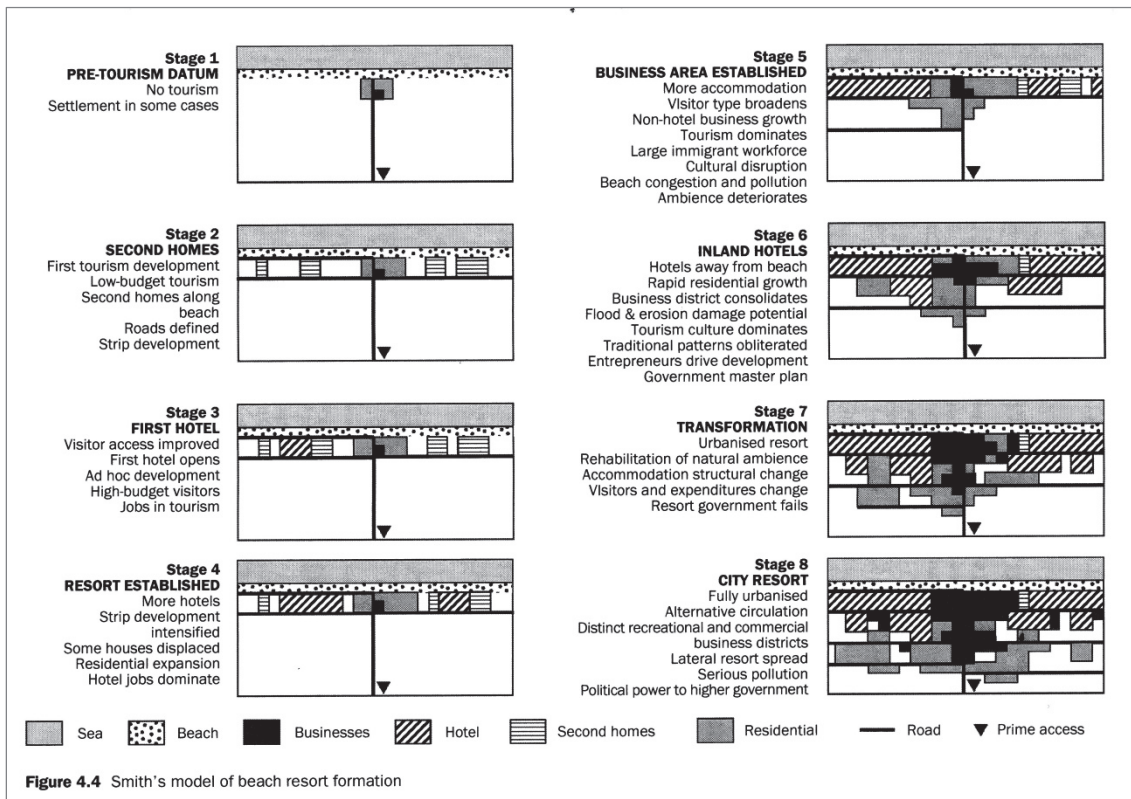 Stage 1
PRE-TOURISM DATUM
No tourism
Settlement in some cases
Stage 2
SECOND HOMES
First tourism development
Low-budget tourism
Second homes along
beach
Roads defined
Strip development
Stage 3
FIRST HOTEL
Visitor access improved
First hotel opens
Ad hoc development
High-budget visitors
Jobs in tourism
Stage 4
RESORT ESTABLISHED
More hotels
Strip development
intensified
Some houses displaced
Residential expansion
Hotel jobs dominate
Stage 5
BUSINESS AREA ESTABLISHED
More accommodation
Visitor type broadens
Non-hotel business growth
Tourism dominates
Large immigrant workforce
Cultural disruption
Beach congestion and pollution
Ambience deteriorates
Stage 6
INLAND HOTELS
Hotels away from beach
Rapid residential growth
Business district consolidates
Flood & erosion damage potential
Tourism culture dominates
Traditional patterns obliterated
Entrepreneurs drive development
Government master plan
Stage 7
TRANSFORMATION
Urbanised resort
Rehabilitation of natural ambience
Accommodation structural change
Visitors and expenditures change
Resort government fails
Stage 8
CITY RESORT
Fully urbanised
Alternative circulation
Distinct recreational and commercial
business districts
Lateral resort spread
Serious pollution
Political power to higher government
Sea Beach Businesses Hotel Second homes Residential Road Prime access
Figure 4.4 Smith's model of beach resort formation